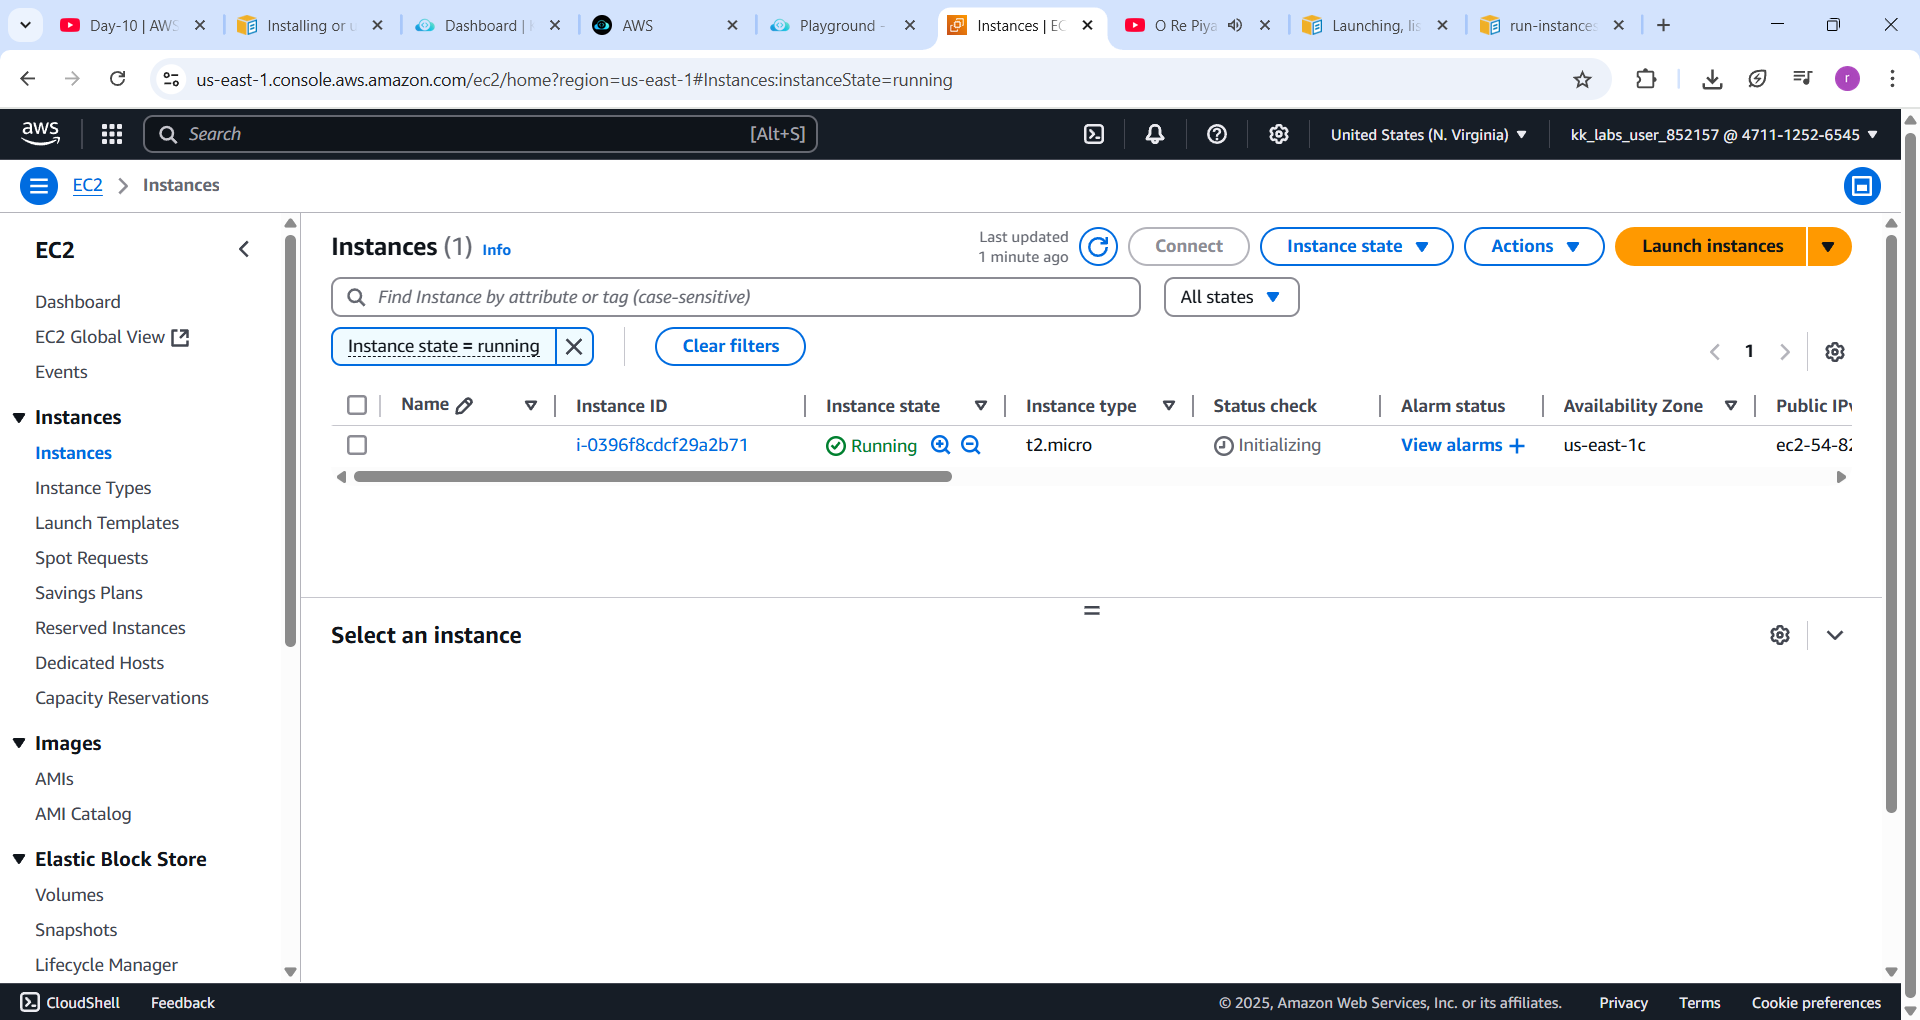 Day-10 | AWS
Installing or u
Dashboard | K
AWS
Playground -
Instances | EC
O Re Piya
Launching, lis
run-instances
us-east-1.console.aws.amazon.com/ec2/home?region=us-east-1#Instances:instanceState=running
r
aws
Search
[Alt+S]
United States (N. Virginia)
kk_labs_user_852157 @ 4711-1252-6545
EC2
Instances
EC2
Dashboard
EC2 Global View
Events
Instances
Instances
Instance Types
Launch Templates
Spot Requests
Savings Plans
Reserved Instances
Dedicated Hosts
Capacity Reservations
Images
AMIs
AMI Catalog
Elastic Block Store
Volumes
Snapshots
Lifecycle Manager
Instances (1) Info
Last updated
1 minute ago
Connect
Instance state
Actions
Launch instances
Find Instance by attribute or tag (case-sensitive)
All states
Instance state = running
Clear filters
1
Name Instance ID Instance state Instance type Status check Alarm status Availability Zone Public IPv
i-0396f8cdcf29a2b71 Running t2.micro Initializing View alarms + us-east-1c ec2-54-82
Select an instance
CloudShell Feedback © 2025, Amazon Web Services, Inc. or its affiliates. Privacy Terms Cookie preferences